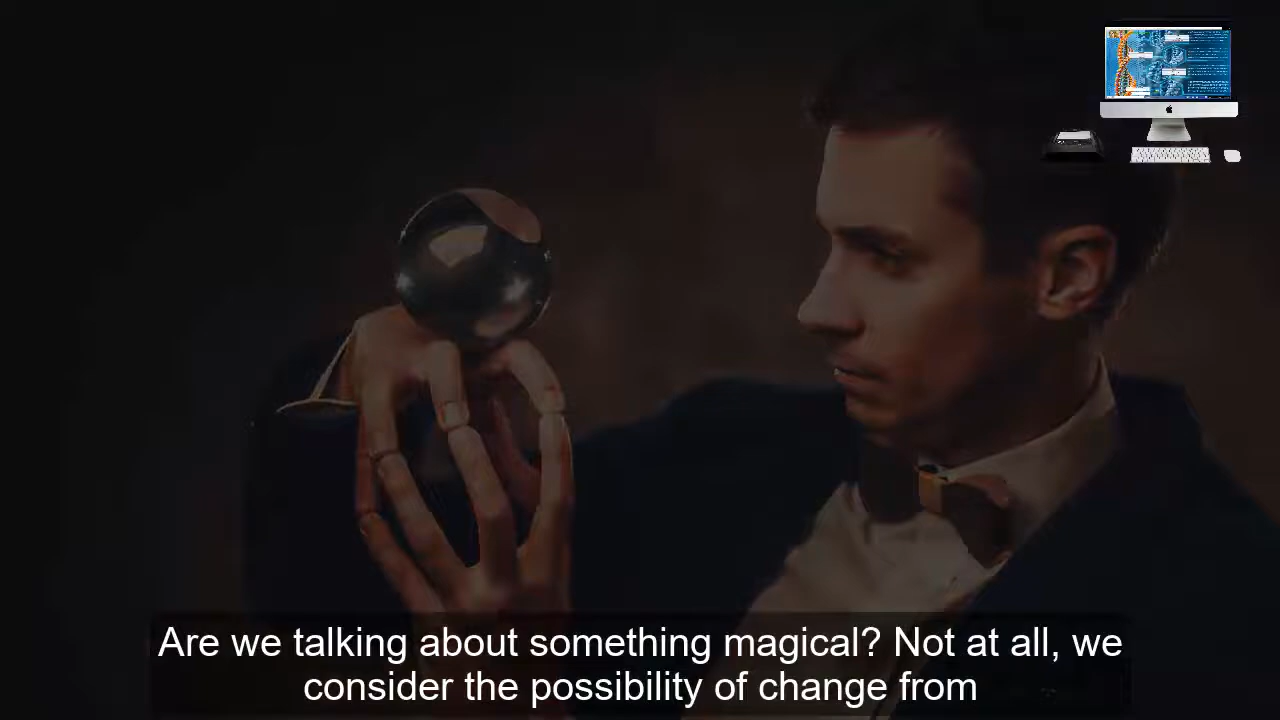 Are we talking about something magical? Not at all, we
consider the possibility of change from